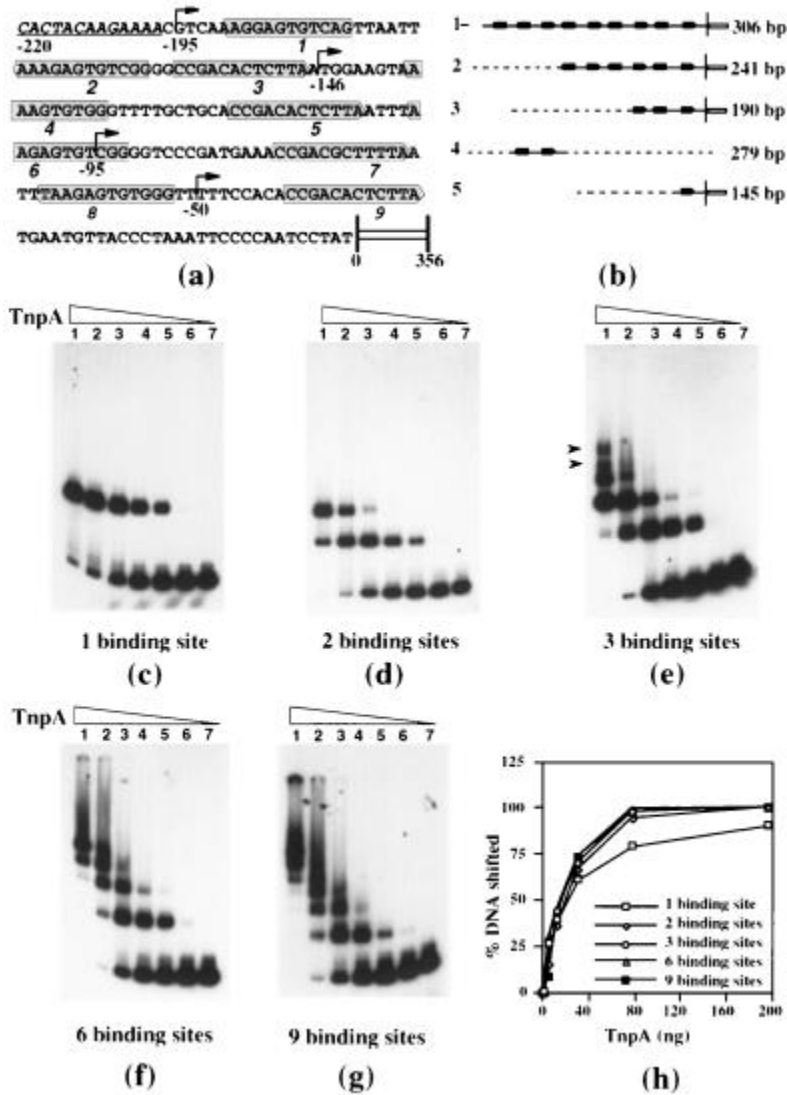 CACTACAAGAAAACGTCAAAAGGAGTGTCAGTTAATT
-220 -195 1
AAAGAGTGTCGGGGCCGACACTCTTAATGGAAGTAA
2 3 -146
AAGTGTGGGTTTTGCTGCACCGACACTCTTAATTTA
4 5
AGAGTGTCGGGGTCCCGATGAAACCGACGCTTTTAA
6 -95 7
TTTAAGAGTGTGGGTTTTTCCACACCGACACTCTTA
8 -50 9
TGAATGTTACCCTAAATTCCCCAATCCTAT
0 356
(a)
1 306 bp
2 241 bp
3 190 bp
4 279 bp
5 145 bp
(b)
TnpA
1 2 3 4 5 6 7
1 binding site
(c)
1 2 3 4 5 6 7
2 binding sites
(d)
1 2 3 4 5 6 7
3 binding sites
(e)
TnpA
1 2 3 4 5 6 7
6 binding sites
(f)
1 2 3 4 5 6 7
9 binding sites
(g)
% DNA shifted
125
100
75
50
25
0
1 binding site
2 binding sites
3 binding sites
6 binding sites
9 binding sites
0 40 80 120 160 200
TnpA (ng)
(h)